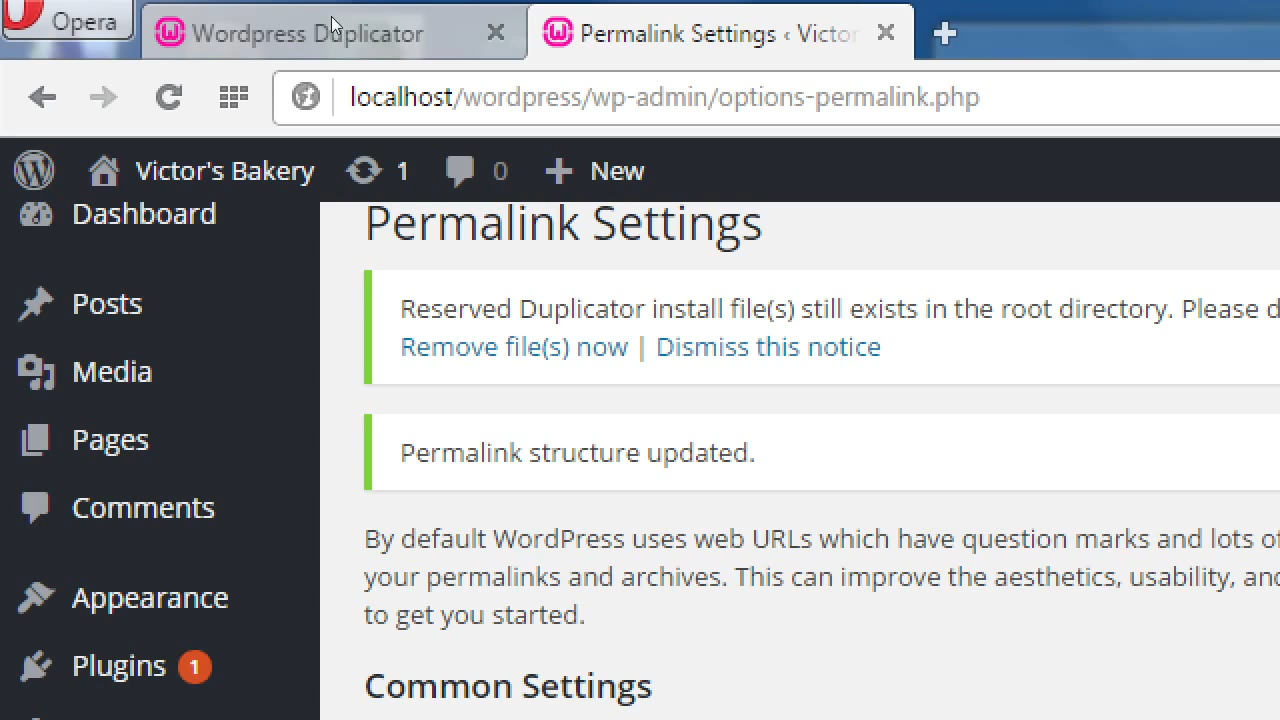 Opera
Wordpress Duplicator
Permalink Settings ‹ Victor
localhost/wordpress/wp-admin/options-permalink.php
Victor's Bakery 1 0 New
Dashboard
Posts
Media
Pages
Comments
Appearance
Plugins 1
Permalink Settings
Reserved Duplicator install file(s) still exists in the root directory. Please d
Remove file(s) now | Dismiss this notice
Permalink structure updated.
By default WordPress uses web URLs which have question marks and lots of
your permalinks and archives. This can improve the aesthetics, usability, and
to get you started.
Common Settings